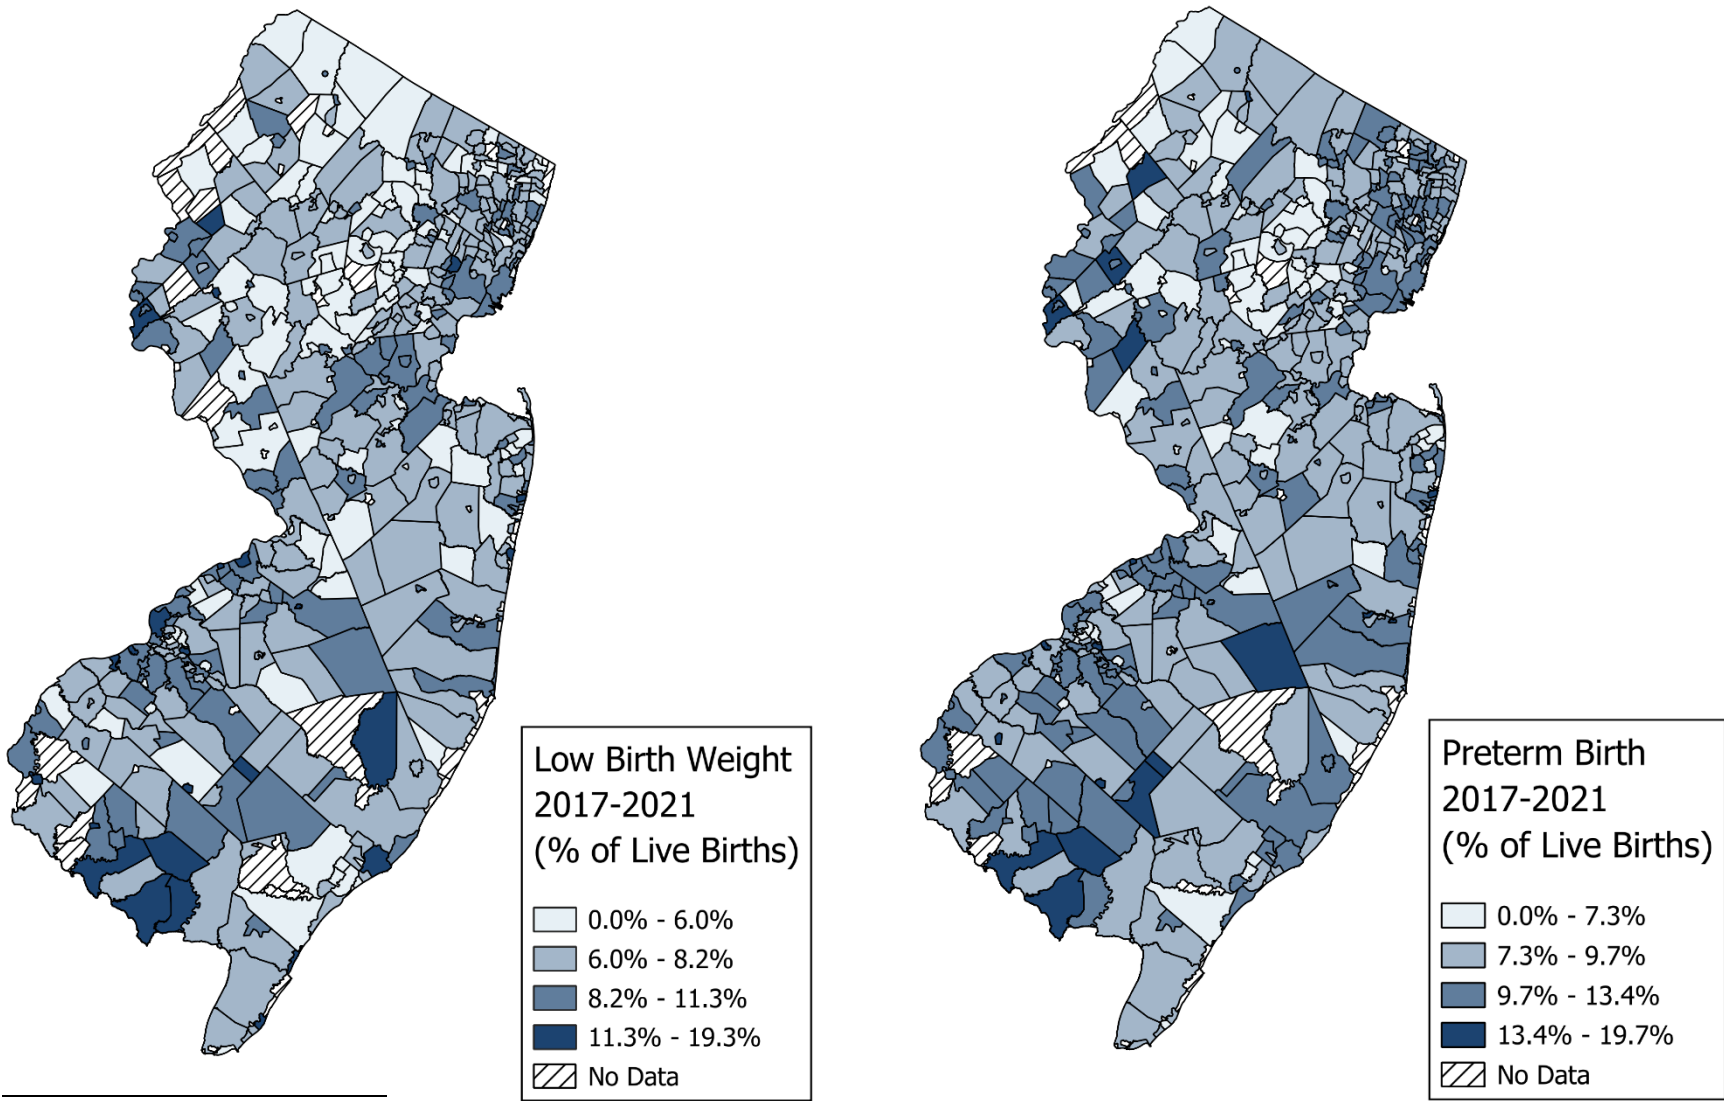 Low Birth Weight
2017-2021
(% of Live Births)
0.0% - 6.0%
6.0% - 8.2%
8.2% - 11.3%
11.3% - 19.3%
No Data
Preterm Birth
2017-2021
(% of Live Births)
0.0% - 7.3%
7.3% - 9.7%
9.7% - 13.4%
13.4% - 19.7%
No Data